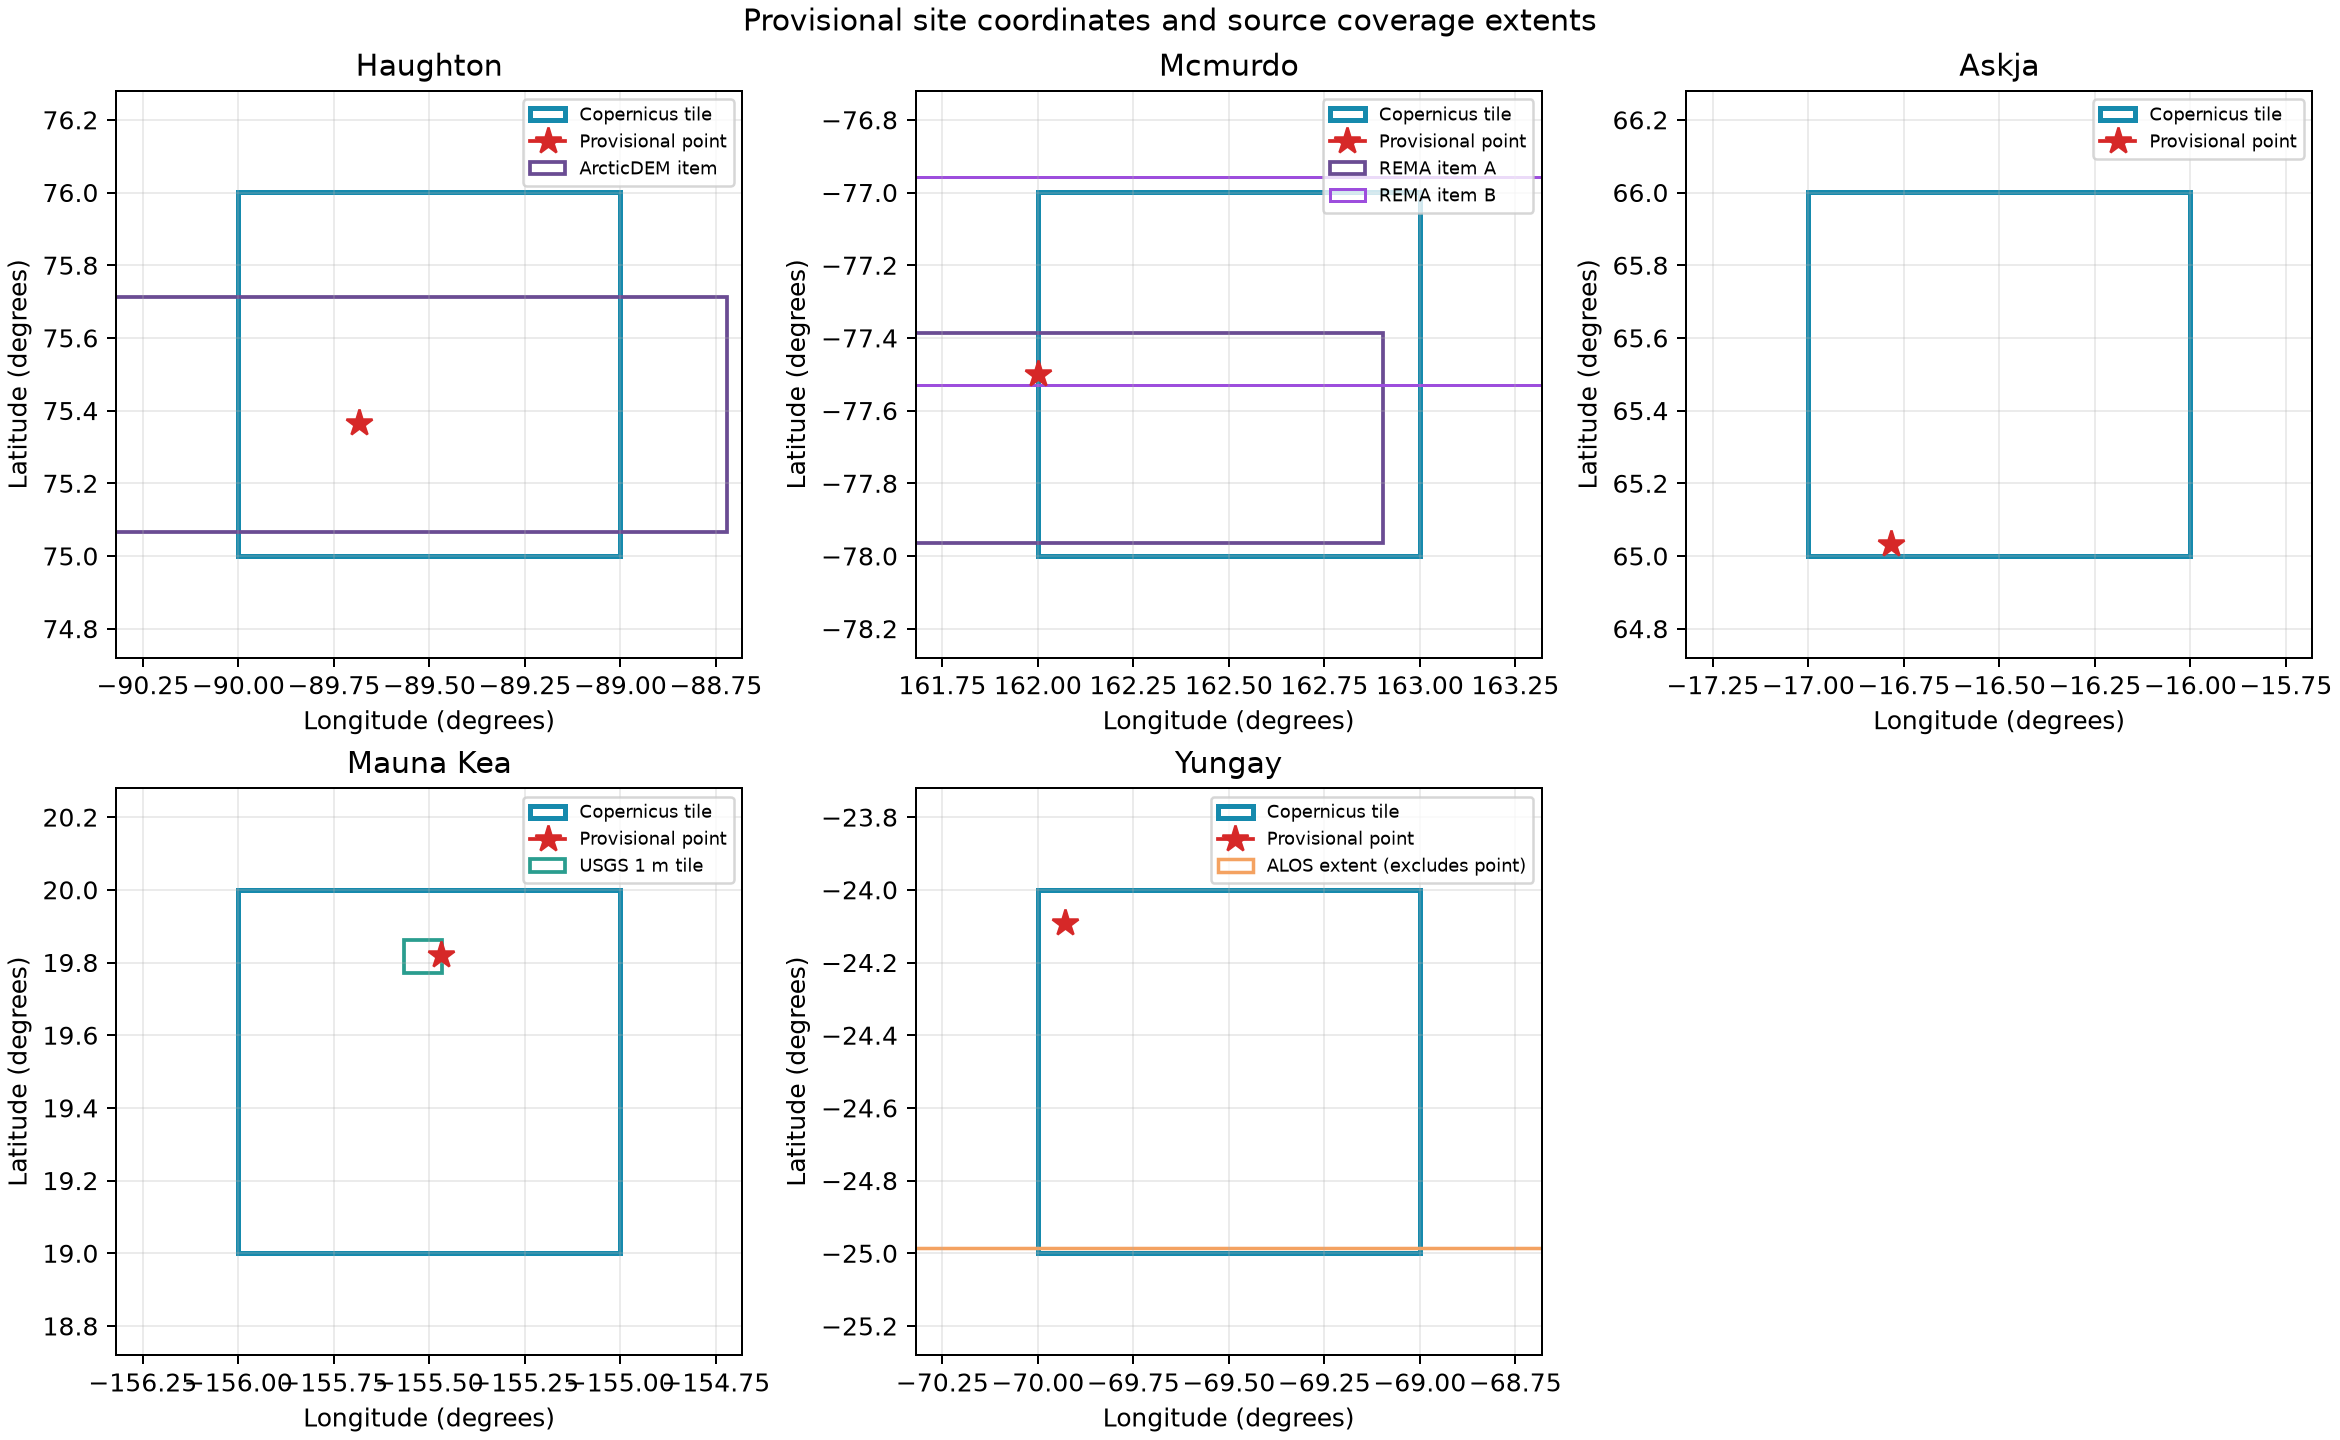 Provisional site coordinates and source coverage extents
Haughton
Copernicus tile
Provisional point
ArcticDEM item
76.2
76.0
75.8
75.6
75.4
75.2
75.0
74.8
Latitude (degrees)
−90.25 −90.00 −89.75 −89.50 −89.25 −89.00 −88.75
Longitude (degrees)
Mcmurdo
Copernicus tile
Provisional point
REMA item A
REMA item B
−76.8
−77.0
−77.2
−77.4
−77.6
−77.8
−78.0
−78.2
Latitude (degrees)
161.75 162.00 162.25 162.50 162.75 163.00 163.25
Longitude (degrees)
Askja
Copernicus tile
Provisional point
66.2
66.0
65.8
65.6
65.4
65.2
65.0
64.8
Latitude (degrees)
−17.25 −17.00 −16.75 −16.50 −16.25 −16.00 −15.75
Longitude (degrees)
Mauna Kea
Copernicus tile
Provisional point
USGS 1 m tile
20.2
20.0
19.8
19.6
19.4
19.2
19.0
18.8
Latitude (degrees)
−156.25 −156.00 −155.75 −155.50 −155.25 −155.00 −154.75
Longitude (degrees)
Yungay
Copernicus tile
Provisional point
ALOS extent (excludes point)
−23.8
−24.0
−24.2
−24.4
−24.6
−24.8
−25.0
−25.2
Latitude (degrees)
−70.25 −70.00 −69.75 −69.50 −69.25 −69.00 −68.75
Longitude (degrees)